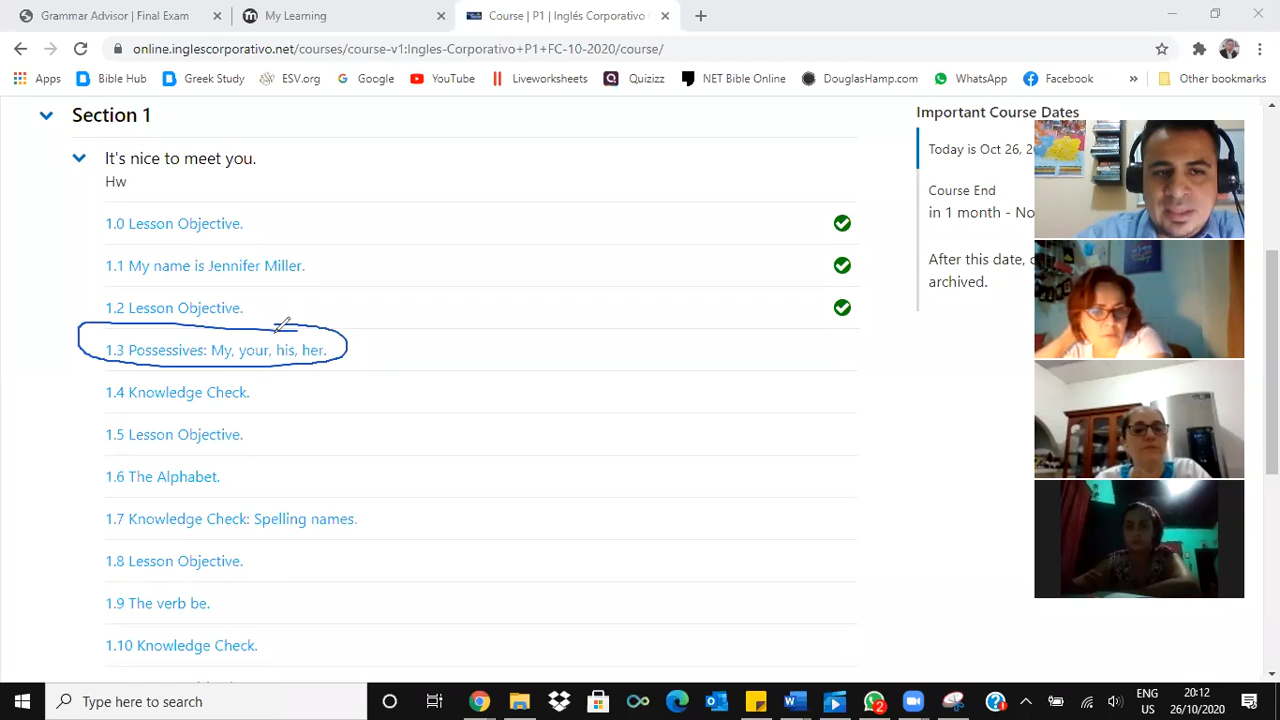 Grammar Advisor | Final Exam
My Learning
Course | P1 | Inglés Corporativo
online.inglescorporativo.net/courses/course-v1:Ingles-Corporativo+P1+FC-10-2020/course/
Apps Bible Hub Greek Study ESV.org Google YouTube Liveworksheets Quizizz NET Bible Online DouglasHamp.com WhatsApp Facebook » Other bookmarks
Section 1
It's nice to meet you.
Hw
1.0 Lesson Objective.
1.1 My name is Jennifer Miller.
1.2 Lesson Objective.
1.3 Possessives: My, your, his, her.
1.4 Knowledge Check.
1.5 Lesson Objective.
1.6 The Alphabet.
1.7 Knowledge Check: Spelling names.
1.8 Lesson Objective.
1.9 The verb be.
1.10 Knowledge Check.
Important Course Dates
Today is Oct 26,
Course End
in 1 month - No
After this date,
archived.
Type here to search
2
ENG
US
20:12
26/10/2020